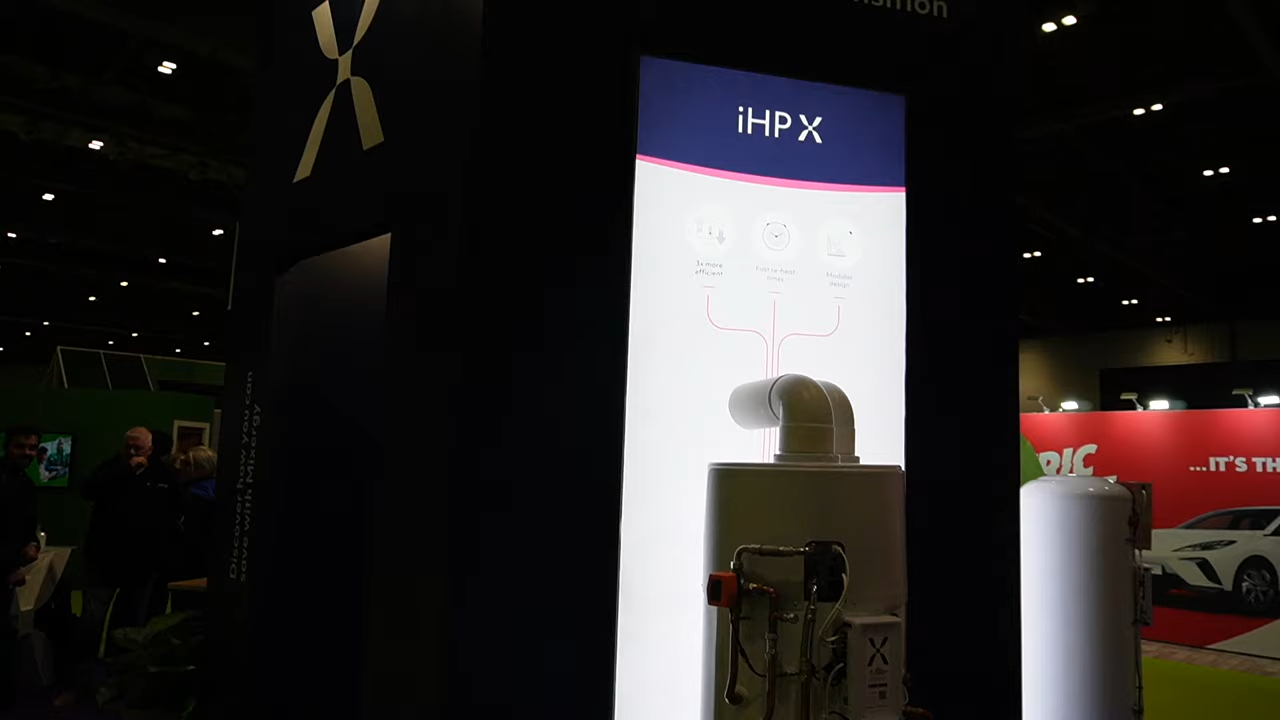 iHP X
3x more
efficient
Fast re-heat
times
Modular
design
Discover how you can
save with Mixergy
...IT'S TH